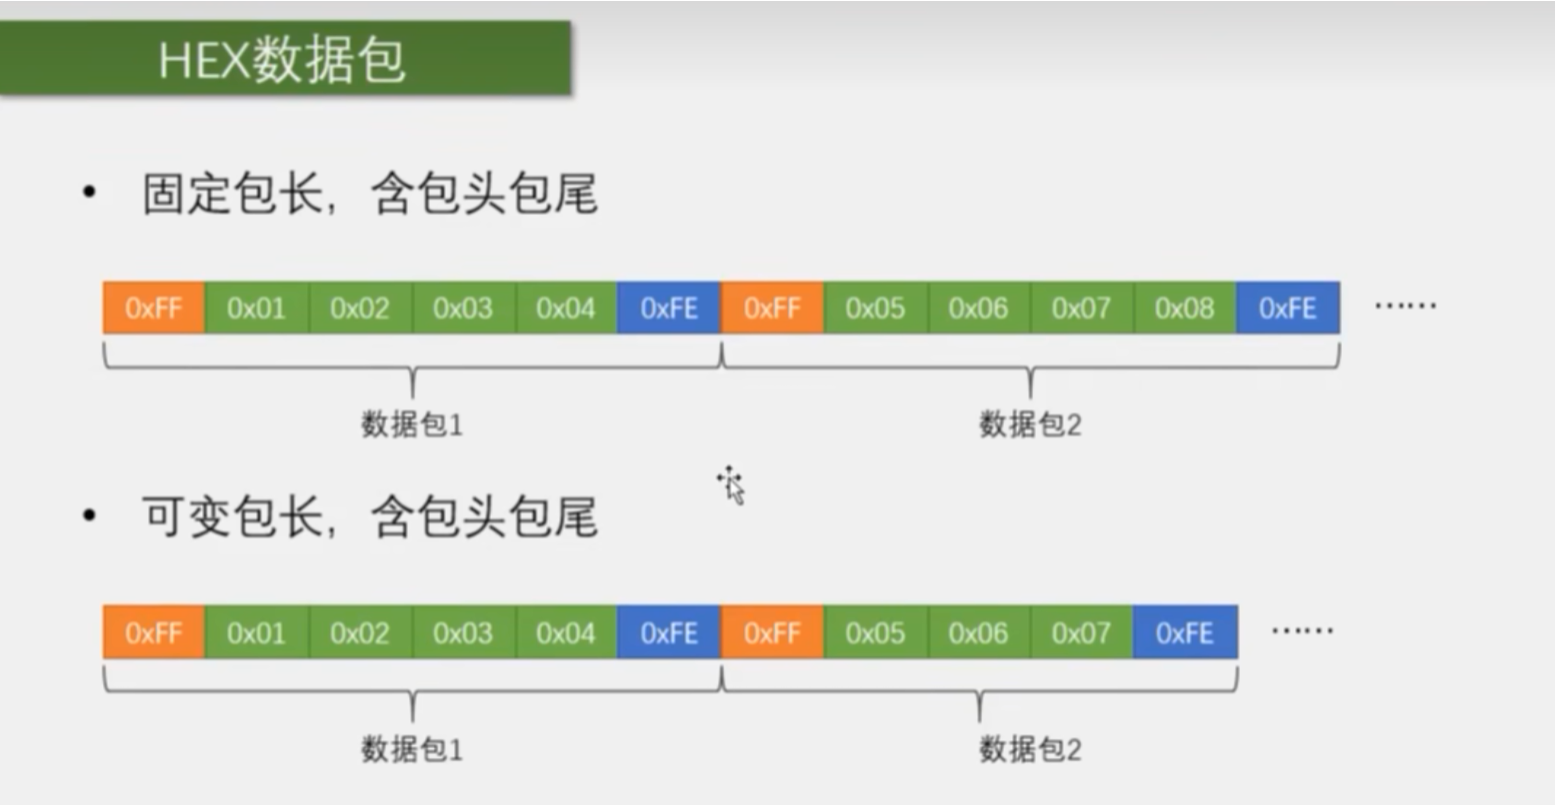 HEX数据包
• 固定包长，含包头包尾
0xFF 0x01 0x02 0x03 0x04 0xFE 0xFF 0x05 0x06 0x07 0x08 0xFE ……
数据包1 数据包2
• 可变包长，含包头包尾
0xFF 0x01 0x02 0x03 0x04 0xFE 0xFF 0x05 0x06 0x07 0xFE ……
数据包1 数据包2